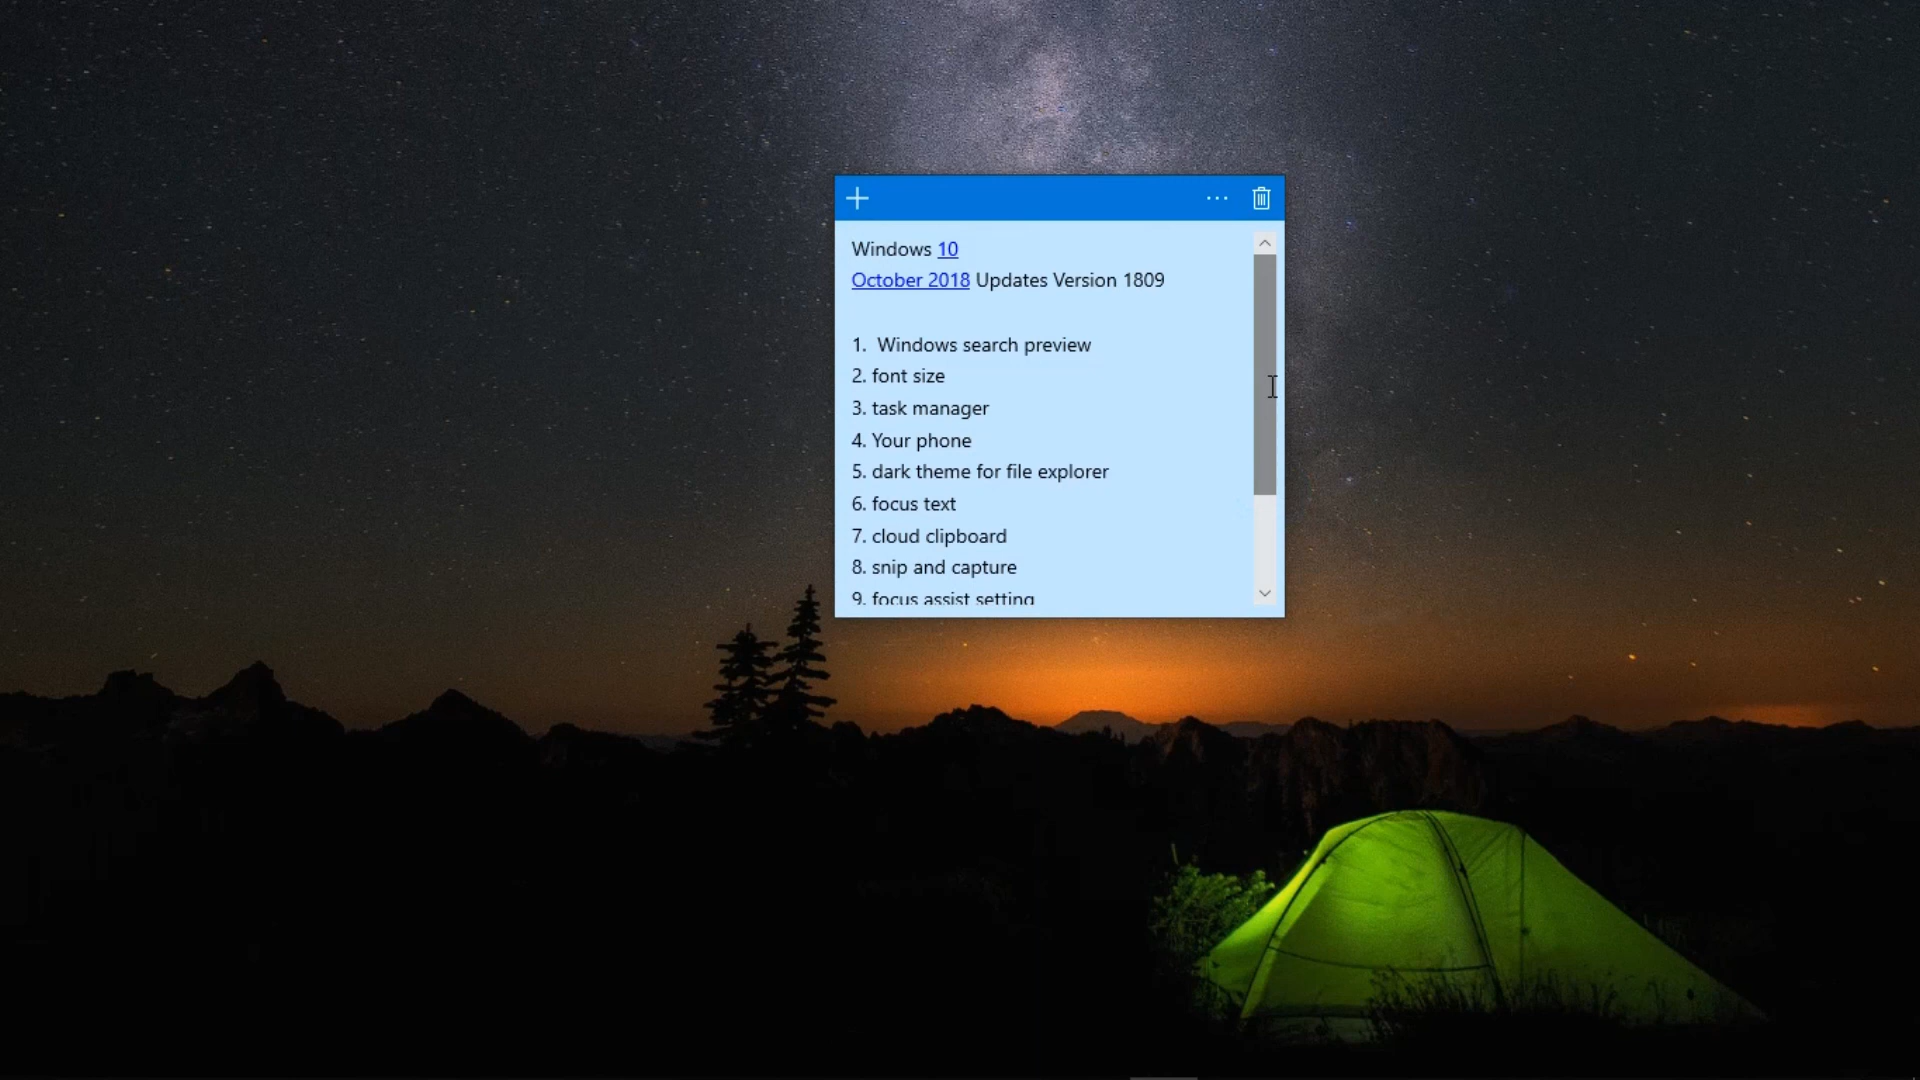 Windows 10
October 2018 Updates Version 1809
1. Windows search preview
2. font size
3. task manager
4. Your phone
5. dark theme for file explorer
6. focus text
7. cloud clipboard
8. snip and capture
9. focus assist setting